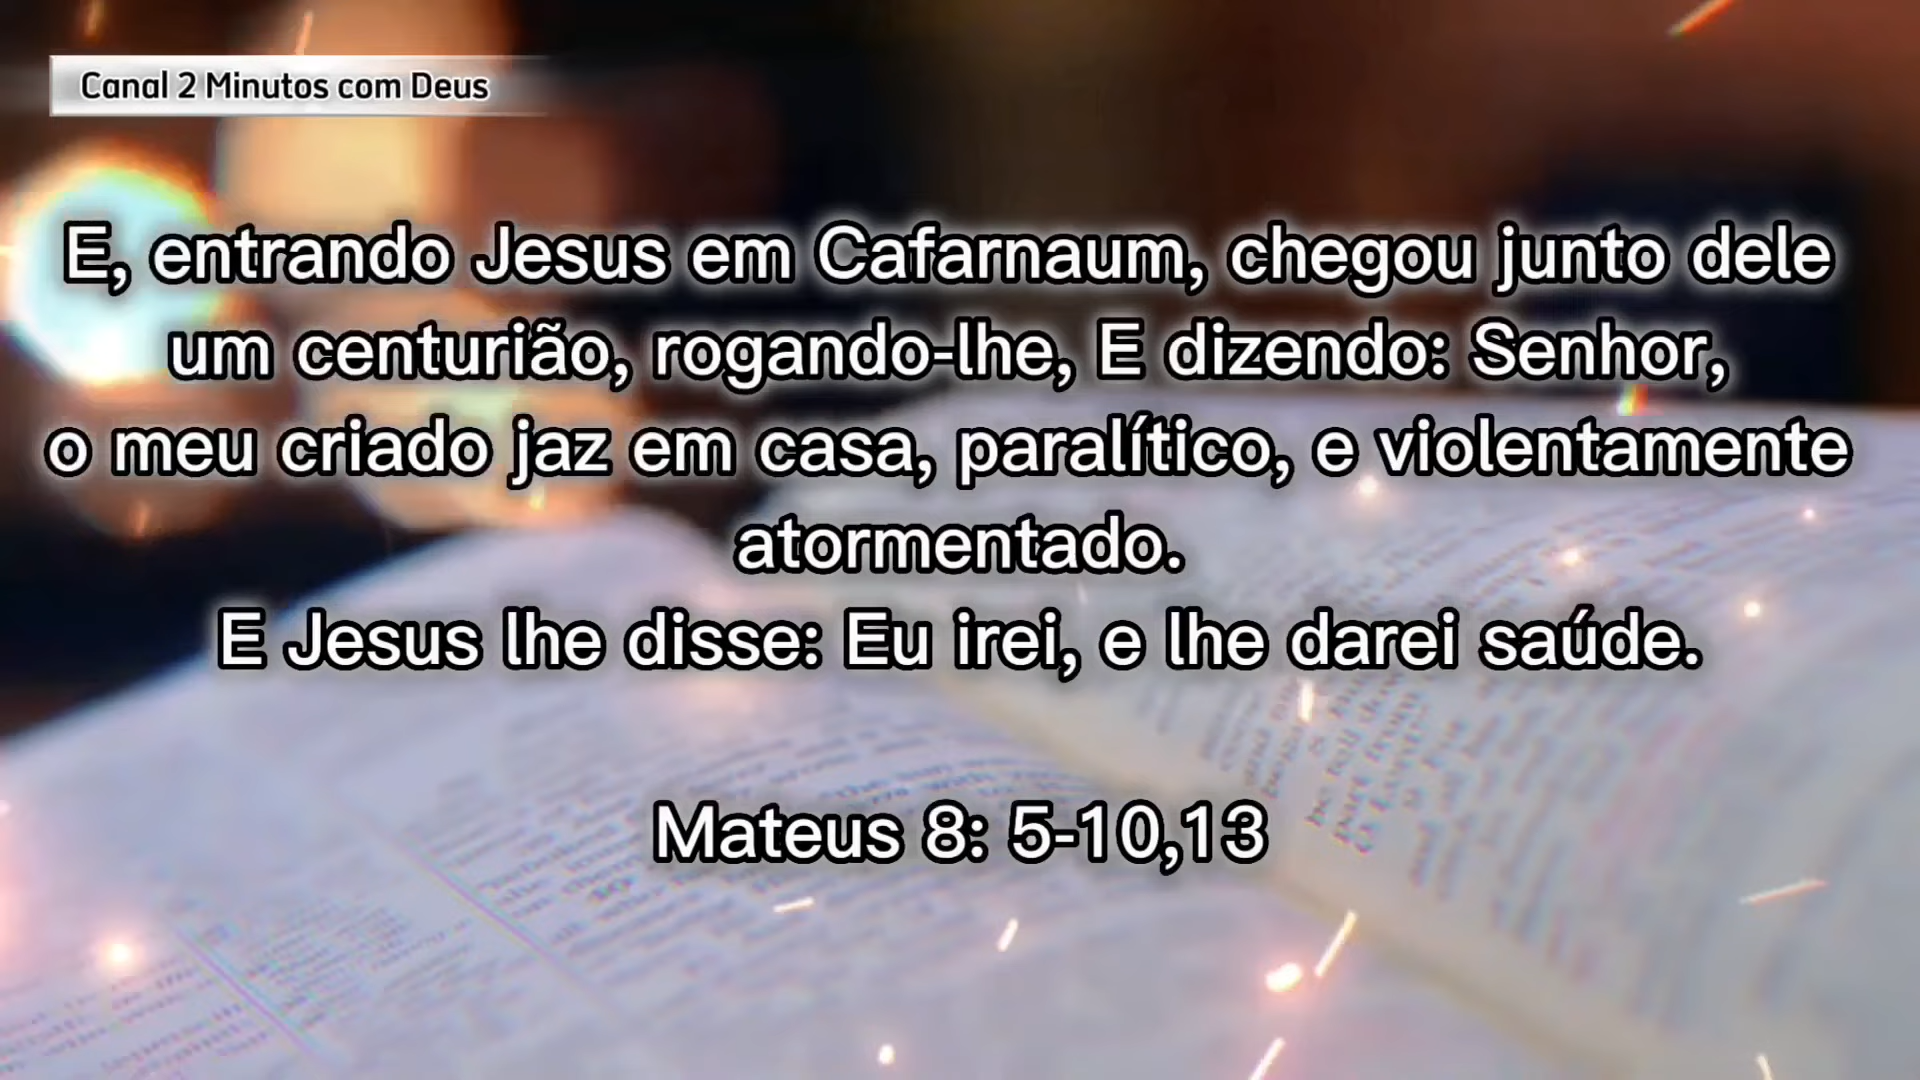 Canal 2 Minutos com Deus
E, entrando Jesus em Cafarnaum, chegou junto dele
um centurião, rogando-lhe, E dizendo: Senhor,
o meu criado jaz em casa, paralítico, e violentamente
atormentado.
E Jesus lhe disse: Eu irei, e lhe darei saúde.
Mateus 8: 5-10,13